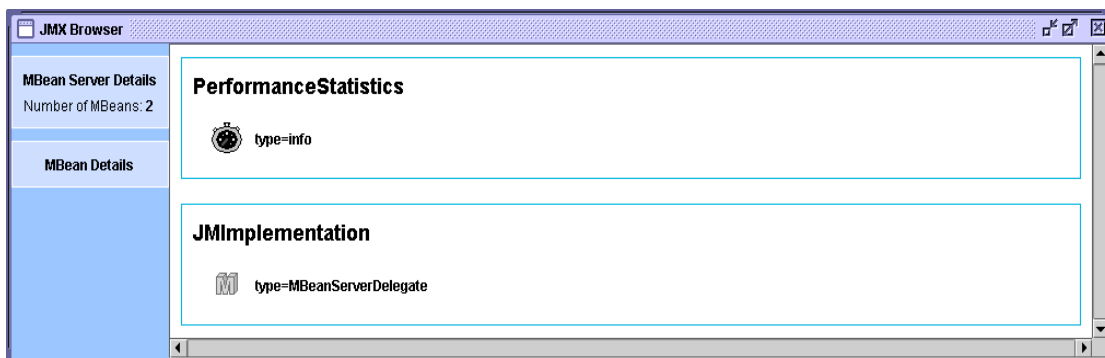 JMX Browser
MBean Server Details
Number of MBeans: 2
MBean Details
PerformanceStatistics
type=info
JMImplementation
type=MBeanServerDelegate